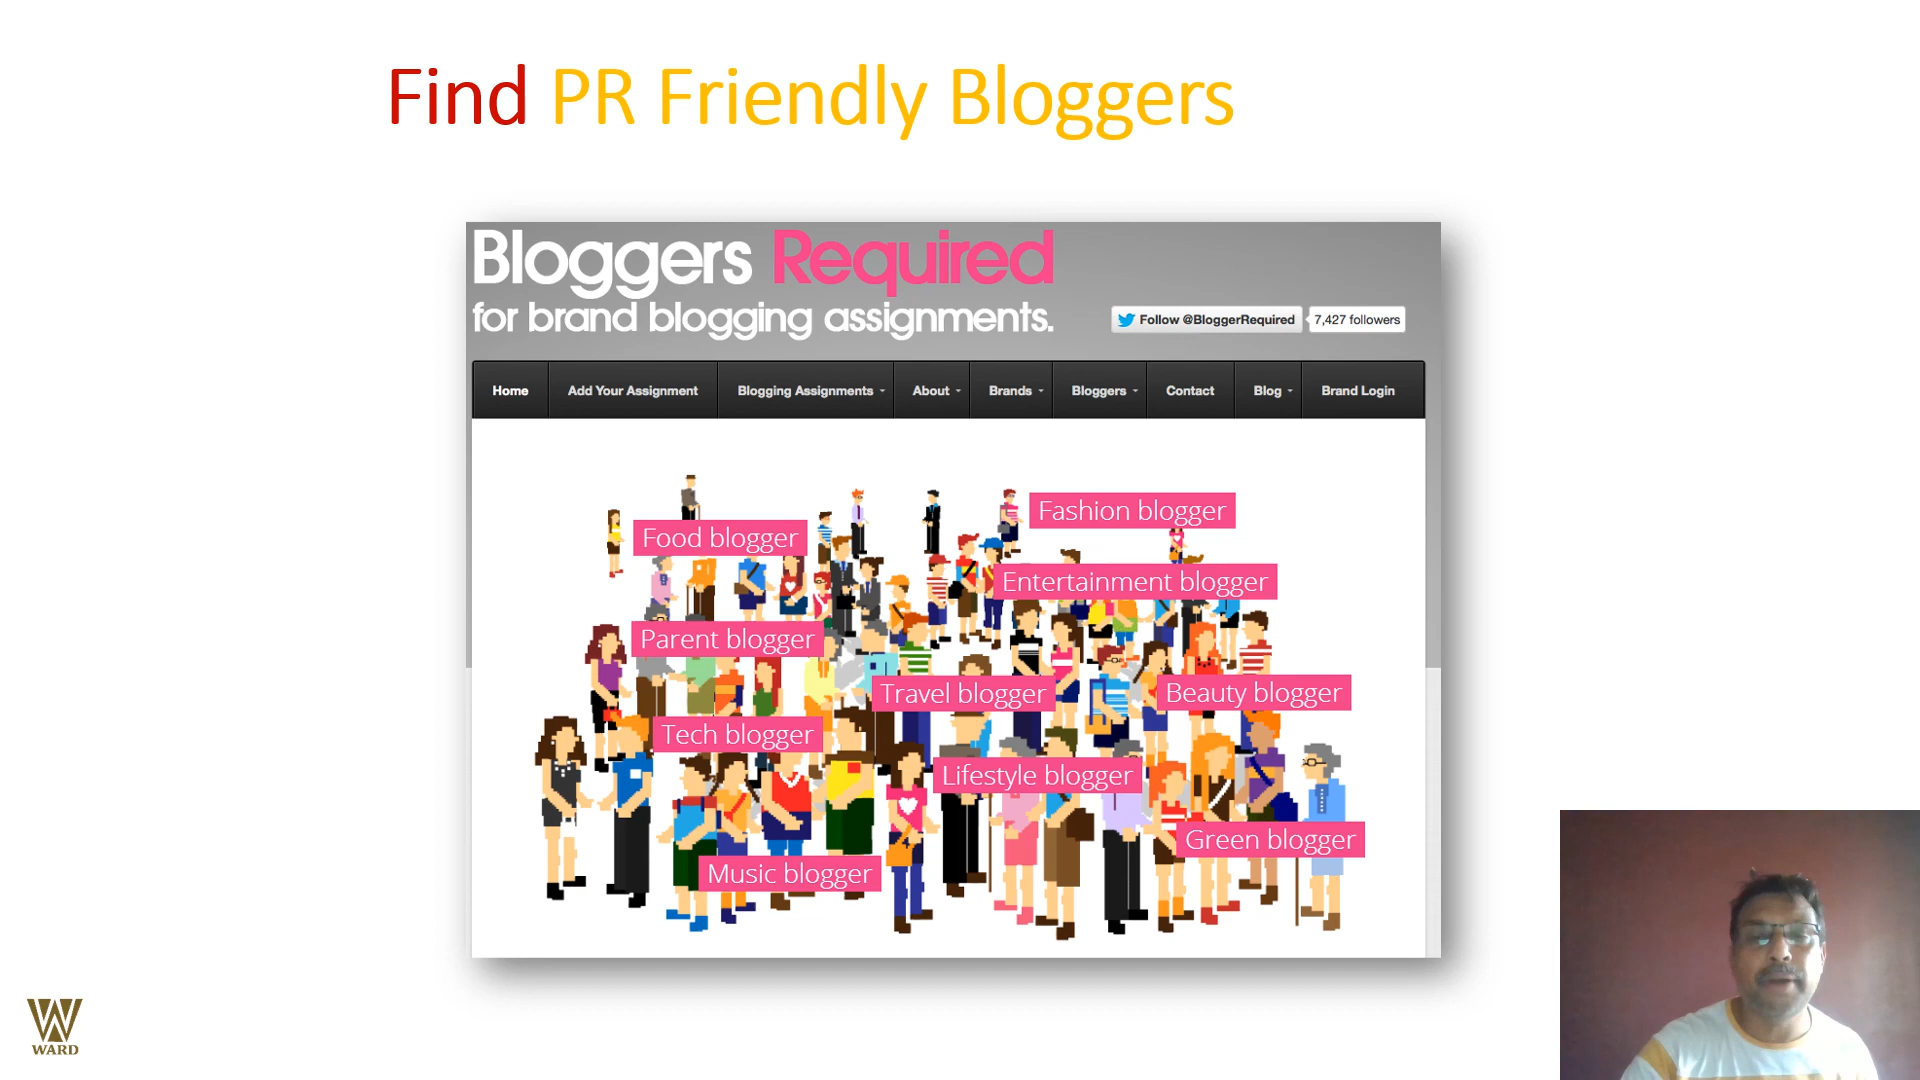 Find PR Friendly Bloggers
Bloggers Required
for brand blogging assignments.
Follow @BloggerRequired 7,427 followers
Home Add Your Assignment Blogging Assignments About Brands Bloggers Contact Blog Brand Login
Fashion blogger
Food blogger
Entertainment blogger
Parent blogger
Travel blogger
Beauty blogger
Tech blogger
Lifestyle blogger
Green blogger
Music blogger
W
WARD